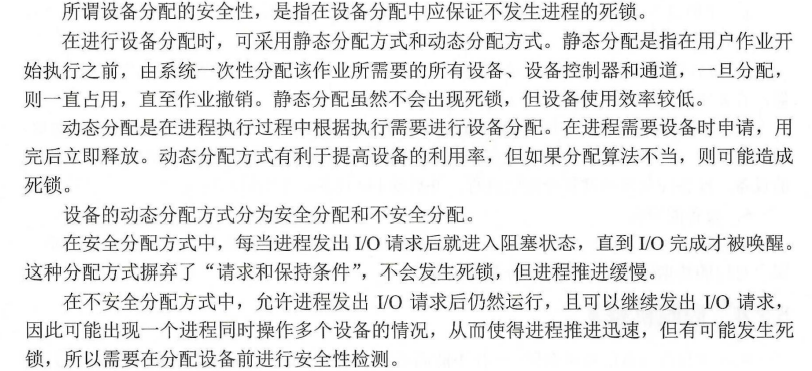 所谓设备分配的安全性，是指在设备分配中应保证不发生进程的死锁。
在进行设备分配时，可采用静态分配方式和动态分配方式。静态分配是指在用户作业开
始执行之前，由系统一次性分配该作业所需要的所有设备、设备控制器和通道，一旦分配，
则一直占用，直至作业撤销。静态分配虽然不会出现死锁，但设备使用效率较低。
动态分配是在进程执行过程中根据执行需要进行设备分配。在进程需要设备时申请，用
完后立即释放。动态分配方式有利于提高设备的利用率，但如果分配算法不当，则可能造成
死锁。
设备的动态分配方式分为安全分配和不安全分配。
在安全分配方式中，每当进程发出 I/O 请求后就进入阻塞状态，直到 I/O 完成才被唤醒。
这种分配方式摒弃了“请求和保持条件”，不会发生死锁，但进程推进缓慢。
在不安全分配方式中，允许进程发出 I/O 请求后仍然运行，且可以继续发出 I/O 请求，
因此可能出现一个进程同时操作多个设备的情况，从而使得进程推进迅速，但有可能发生死
锁，所以需要在分配设备前进行安全性检测。